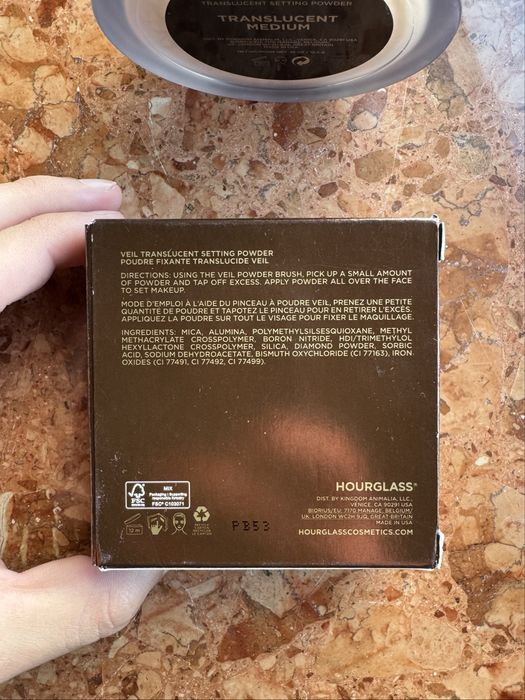 TRANSLUCENT SETTING POWDER
TRANSLUCENT
MEDIUM
VEIL TRANSLUCENT SETTING POWDER
POUDRE FIXANTE TRANSLUCIDE VEIL
DIRECTIONS: USING THE VEIL POWDER BRUSH, PICK UP A SMALL AMOUNT
OF POWDER AND TAP OFF EXCESS. APPLY POWDER ALL OVER THE FACE
TO SET MAKEUP.
MODE D'EMPLOI À L'AIDE DU PINCEAU À POUDRE VEIL, PRENEZ UNE PETITE
QUANTITÉ DE POUDRE ET TAPOTEZ LE PINCEAU POUR EN RETIRER L'EXCÈS.
APPLIQUEZ LA POUDRE SUR TOUT LE VISAGE POUR FIXER LE MAQUILLAGE.
INGREDIENTS: MICA, ALUMINA, POLYMETHYLSILSESQUIOXANE, METHYL
METHACRYLATE CROSSPOLYMER, BORON NITRIDE, HDI/TRIMETHYLOL
HEXYLLACTONE CROSSPOLYMER, SILICA, DIAMOND POWDER, SORBIC
ACID, SODIUM DEHYDROACETATE, BISMUTH OXYCHLORIDE (CI 77163), IRON
OXIDES (CI 77491, CI 77492, CI 77499).
HOURGLASS®
DIST. BY KINGDOM ANIMALIA, LLC.,
VENICE, CA 90291 USA
BIORIUS/EU: 7170 MANAGE, BELGIUM/
UK: LONDON WC2H 9JQ, GREAT BRITAIN
MADE IN USA
HOURGLASSCOSMETICS.COM
FSC
MIX
Packaging | Supporting
responsible forestry
FSC® C103071
12 m
PB53